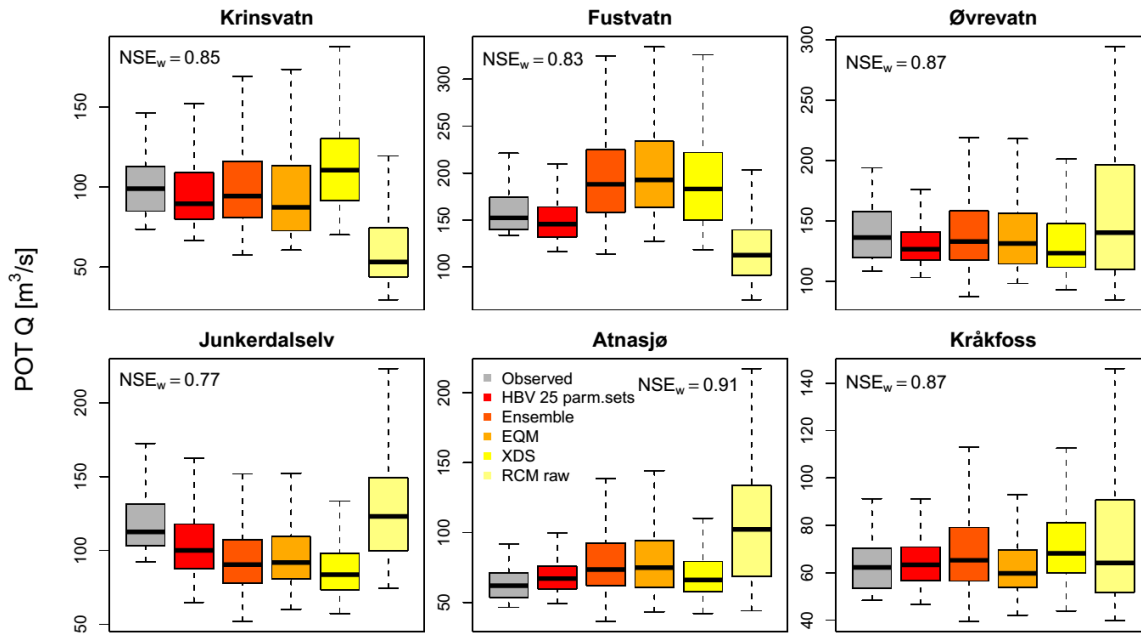 Krinsvatn
Fustvatn
Øvrevatn
POT Q [m³/s]
NSEw = 0.85
150
100
50
NSEw = 0.83
300
250
200
150
100
NSEw = 0.87
300
250
200
150
100
Junkerdalselv
Atnasjø
Kråkfoss
NSEw = 0.77
200
150
100
50
Observed
HBV 25 parm.sets
Ensemble
EQM
XDS
RCM raw
NSEw = 0.91
200
150
100
50
NSEw = 0.87
140
120
100
80
60
40